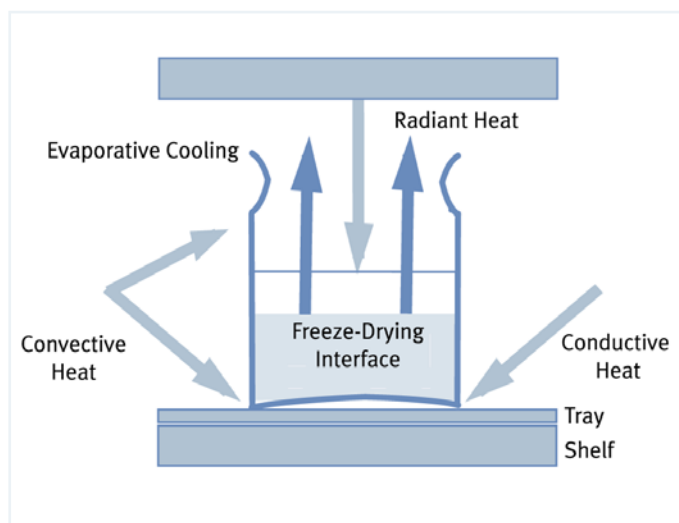 Radiant Heat
Evaporative Cooling
Freeze-Drying
Interface
Convective
Heat
Conductive
Heat
Tray
Shelf